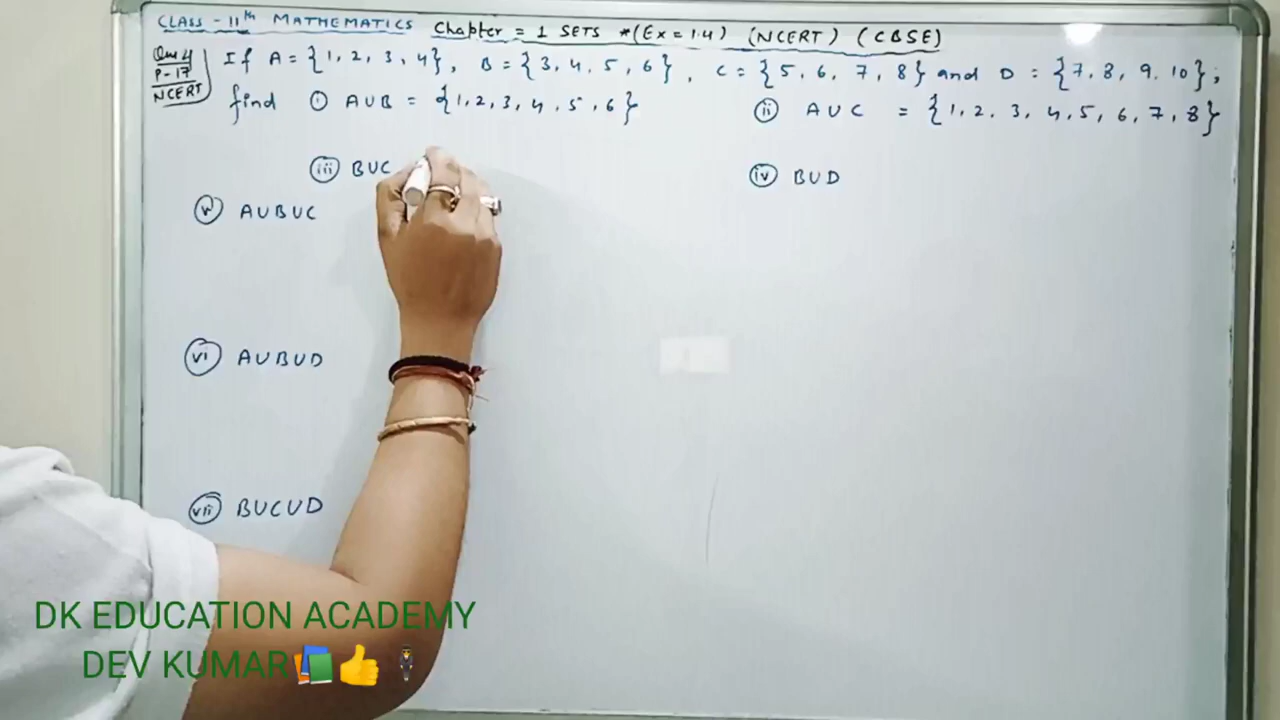 CLASS - 11th MATHEMATICS Chapter = 1 SETS *(Ex = 1.4) (NCERT) (CBSE)
Que 4
P-17
NCERT
If A = {1, 2, 3, 4}, B = {3, 4, 5, 6}, C = {5, 6, 7, 8} and D = {7, 8, 9, 10};
find (i) A∪B = {1, 2, 3, 4, 5, 6} (ii) A∪C = {1, 2, 3, 4, 5, 6, 7, 8}
(iii) B∪C (iv) B∪D
(v) A∪B∪C
(vi) A∪B∪D
(vii) B∪C∪D
DK EDUCATION ACADEMY
DEV KUMAR📚👍🕴